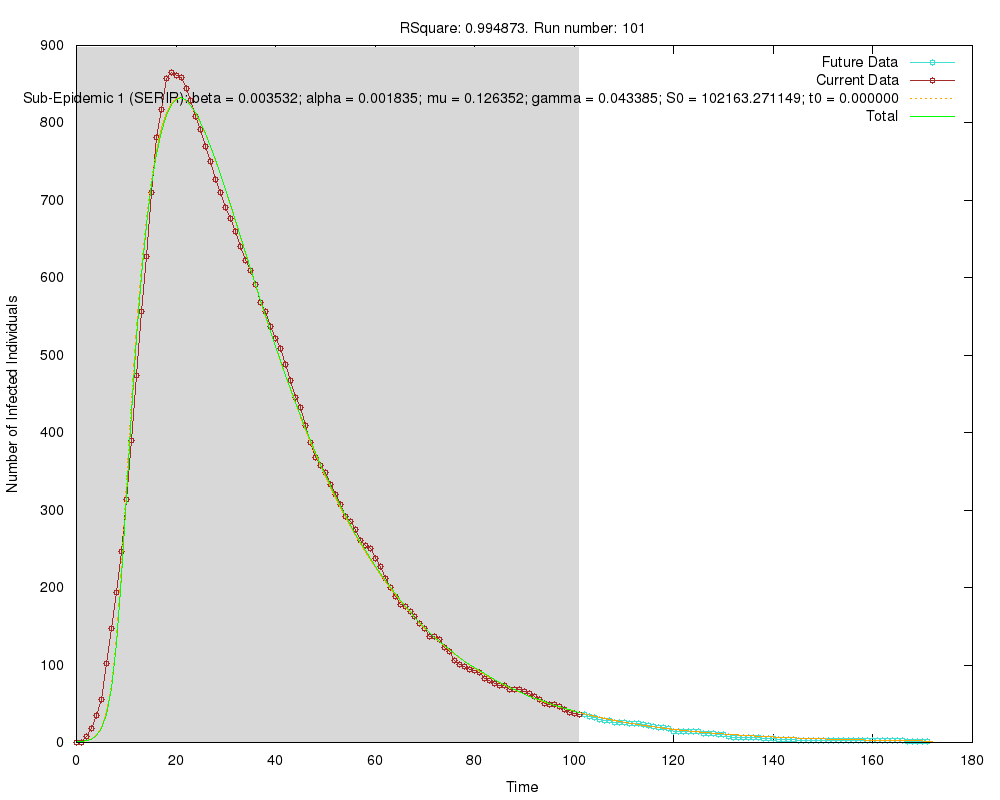 RSquare: 0.994873. Run number: 101
Future Data
Current Data
Sub-Epidemic 1 (SEIRIR): beta = 0.003532; alpha = 0.001835; mu = 0.126352; gamma = 0.043385; S0 = 102163.271149; t0 = 0.000000
Total
Number of Infected Individuals
900
800
700
600
500
400
300
200
100
0
0 20 40 60 80 100 120 140 160 180
Time